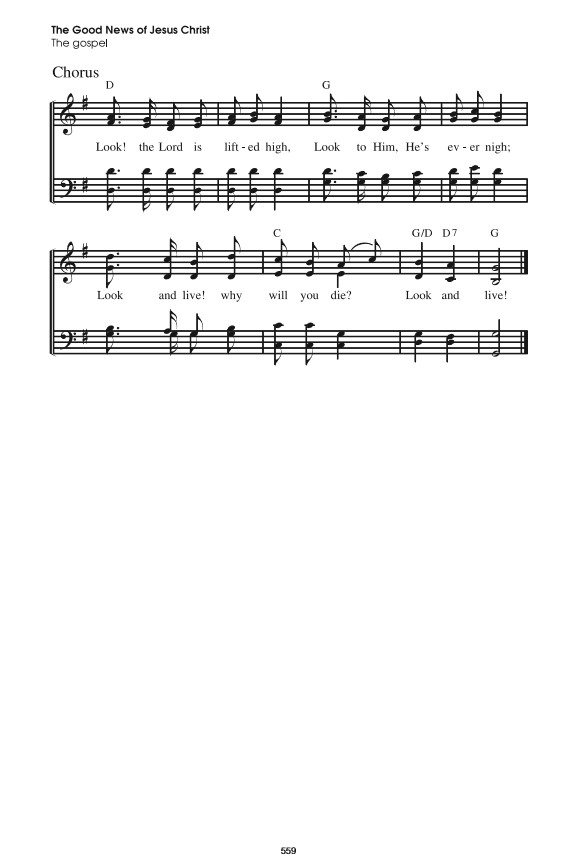 The Good News of Jesus Christ
The gospel
Chorus
D G
Look! the Lord is lift - ed high, Look to Him, He's ev - er nigh;
C G/D D7 G
Look and live! why will you die? Look and live!
559